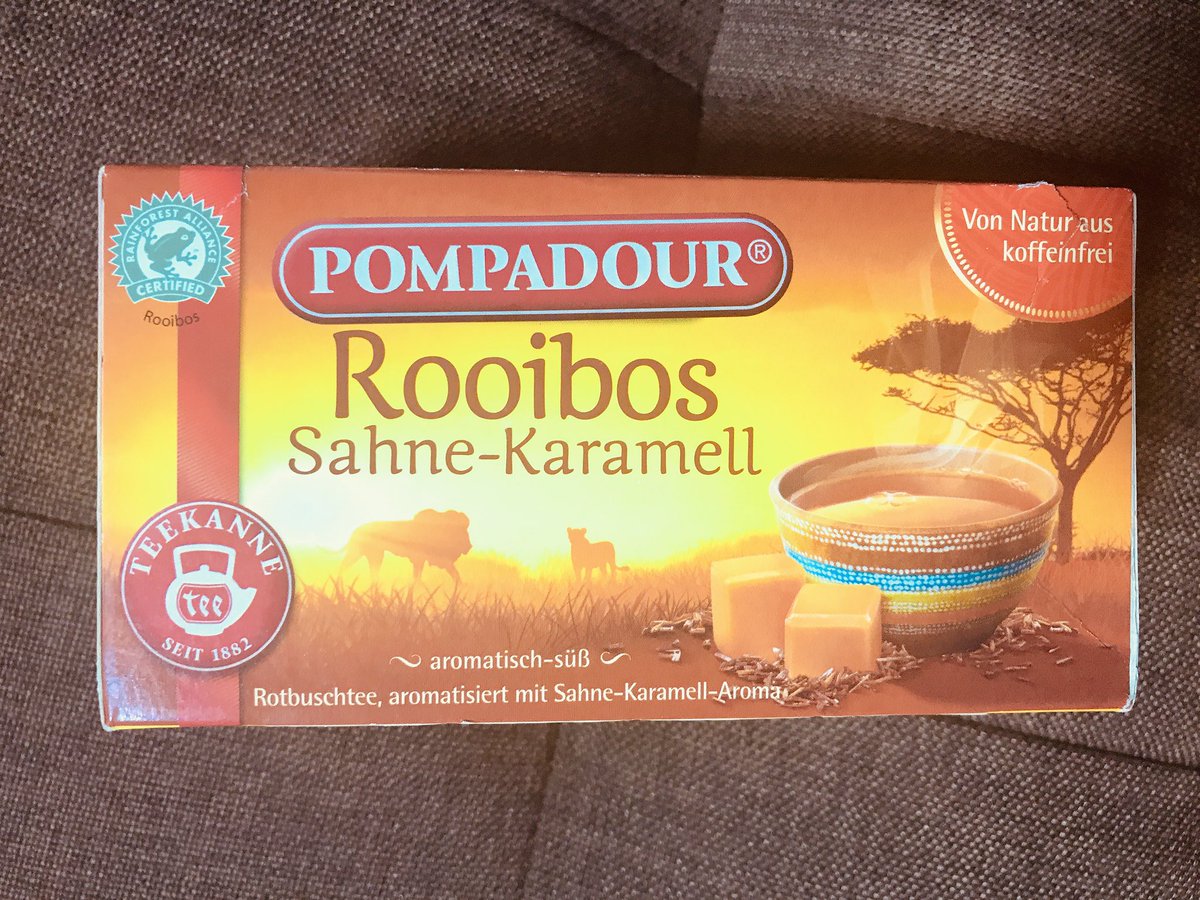 RAINFOREST ALLIANCE
CERTIFIED
Rooibos
POMPADOUR®
Von Natur aus
koffeinfrei
Rooibos
Sahne-Karamell
TEEKANNE
tee
SEIT 1882
aromatisch-süß
Rotbuschtee, aromatisiert mit Sahne-Karamell-Aroma